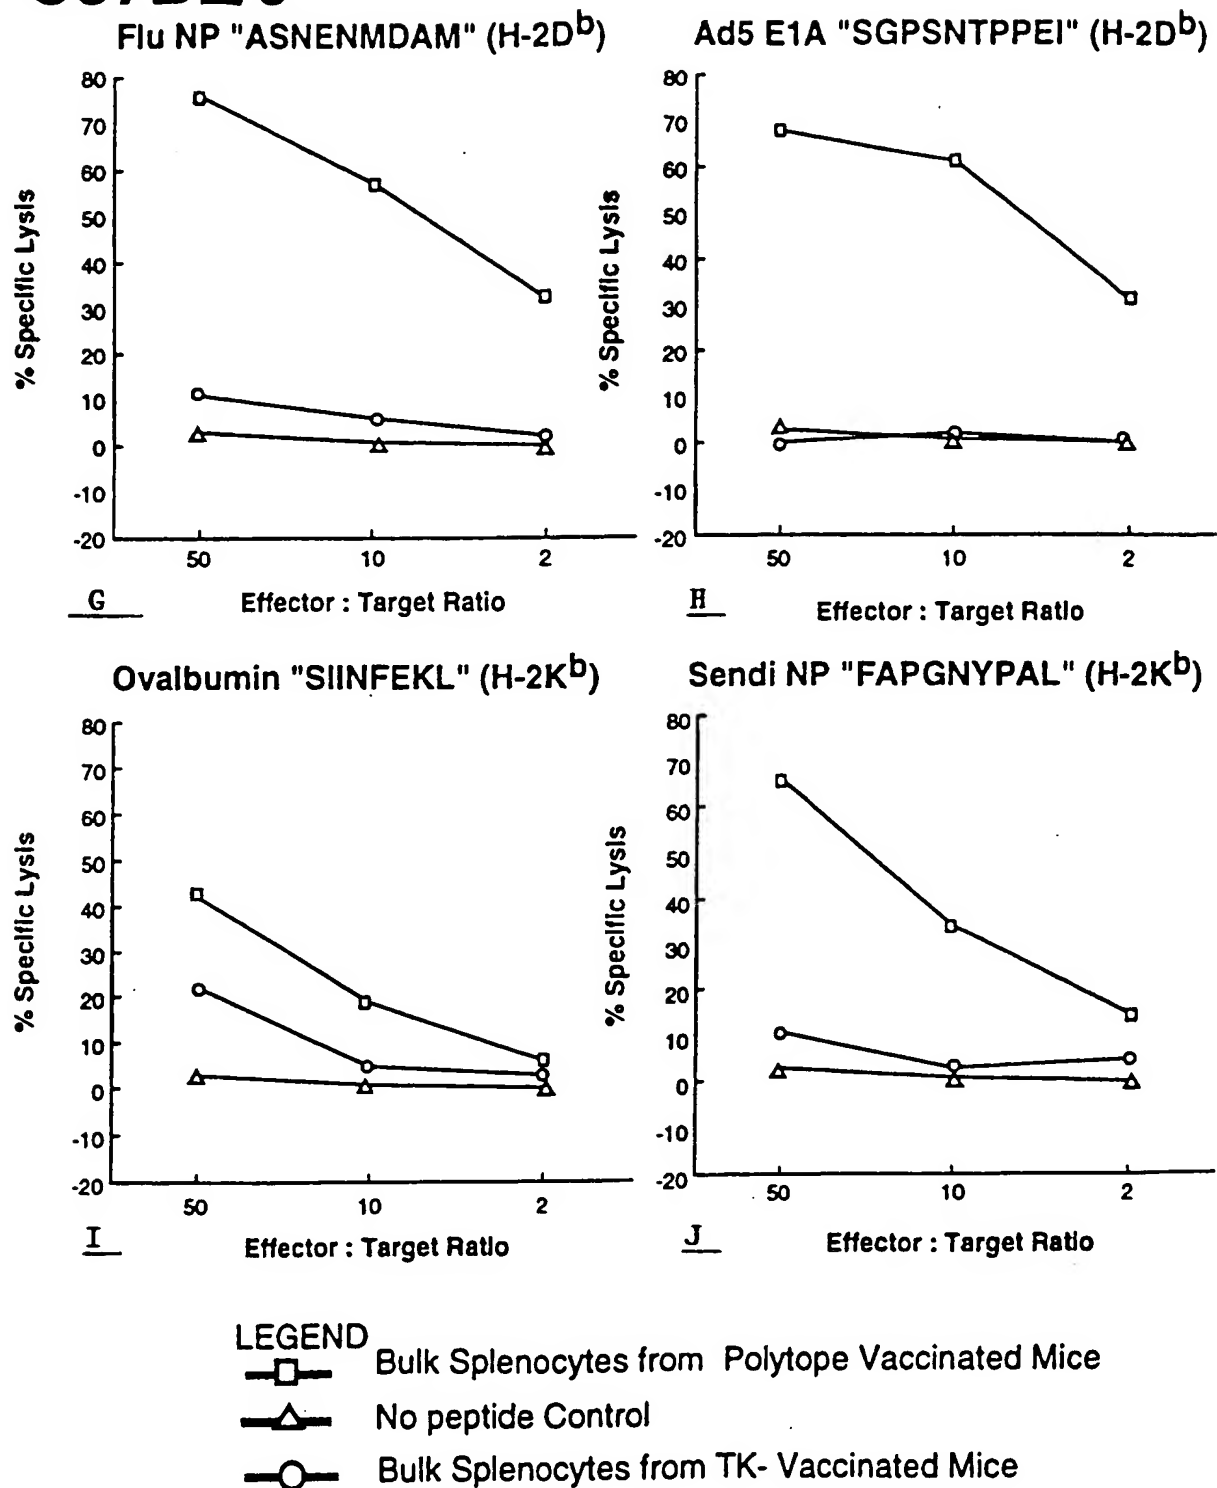 Flu NP "ASNENMDAM" (H-2Db)
80
70
60
50
40
30
20
10
0
-10
-20
% Specific Lysis
50 10 2
G Effector : Target Ratio
Ad5 E1A "SGPSNTPPEI" (H-2Db)
80
70
60
50
40
30
20
10
0
-10
-20
% Specific Lysis
50 10 2
H Effector : Target Ratio
Ovalbumin "SIINFEKL" (H-2Kb)
80
70
60
50
40
30
20
10
0
-10
-20
% Specific Lysis
50 10 2
I Effector : Target Ratio
Sendi NP "FAPGNYPAL" (H-2Kb)
80
70
60
50
40
30
20
10
0
-10
-20
% Specific Lysis
50 10 2
J Effector : Target Ratio
LEGEND
Bulk Splenocytes from Polytope Vaccinated Mice
No peptide Control
Bulk Splenocytes from TK- Vaccinated Mice